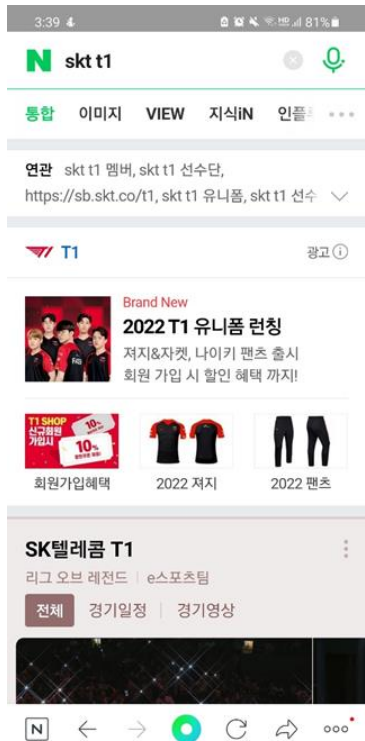 3:39
81%
N skt t1
통합 이미지 VIEW 지식iN 인플
연관 skt t1 멤버, skt t1 선수단,
https://sb.skt.co/t1, skt t1 유니폼, skt t1 선수
T1 광고
Brand New
2022 T1 유니폼 런칭
져지&자켓, 나이키 팬츠 출시
회원 가입 시 할인 혜택 까지!
T1 SHOP
신규회원
가입시
10%
10%
회원가입혜택 2022 져지 2022 팬츠
SK텔레콤 T1
리그 오브 레전드 e스포츠팀
전체 경기일정 경기영상
N